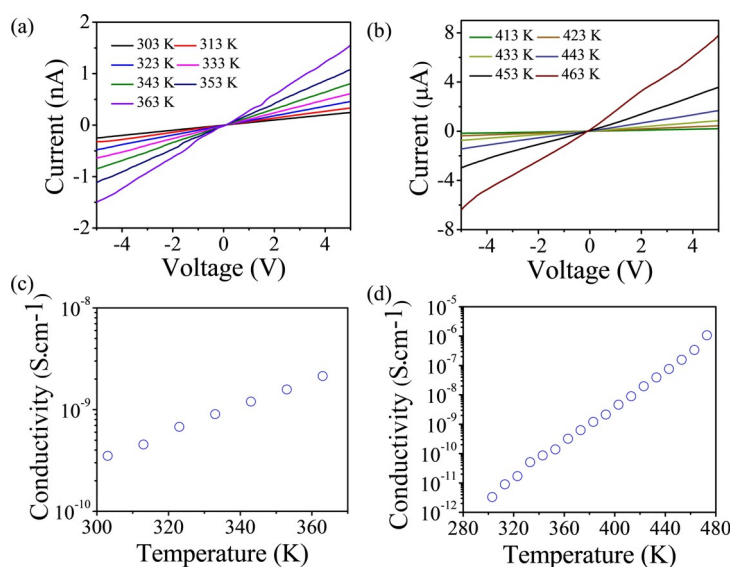 (a)
303 K 313 K
323 K 333 K
343 K 353 K
363 K
Current (nA)
2
1
0
-1
-2
-4 -2 0 2 4
Voltage (V)
(b)
413 K 423 K
433 K 443 K
453 K 463 K
Current (µA)
8
4
0
-4
-8
-4 -2 0 2 4
Voltage (V)
(c)
Conductivity (S.cm-1)
10⁻⁸
10⁻⁹
10⁻¹⁰
300 320 340 360
Temperature (K)
(d)
Conductivity (S.cm-1)
10⁻⁵
10⁻⁶
10⁻⁷
10⁻⁸
10⁻⁹
10⁻¹⁰
10⁻¹¹
10⁻¹²
280 320 360 400 440 480
Temperature (K)